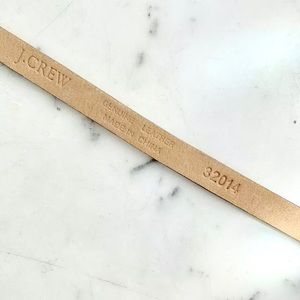 J.CREW
GENUINE LEATHER
MADE IN CHINA
32014